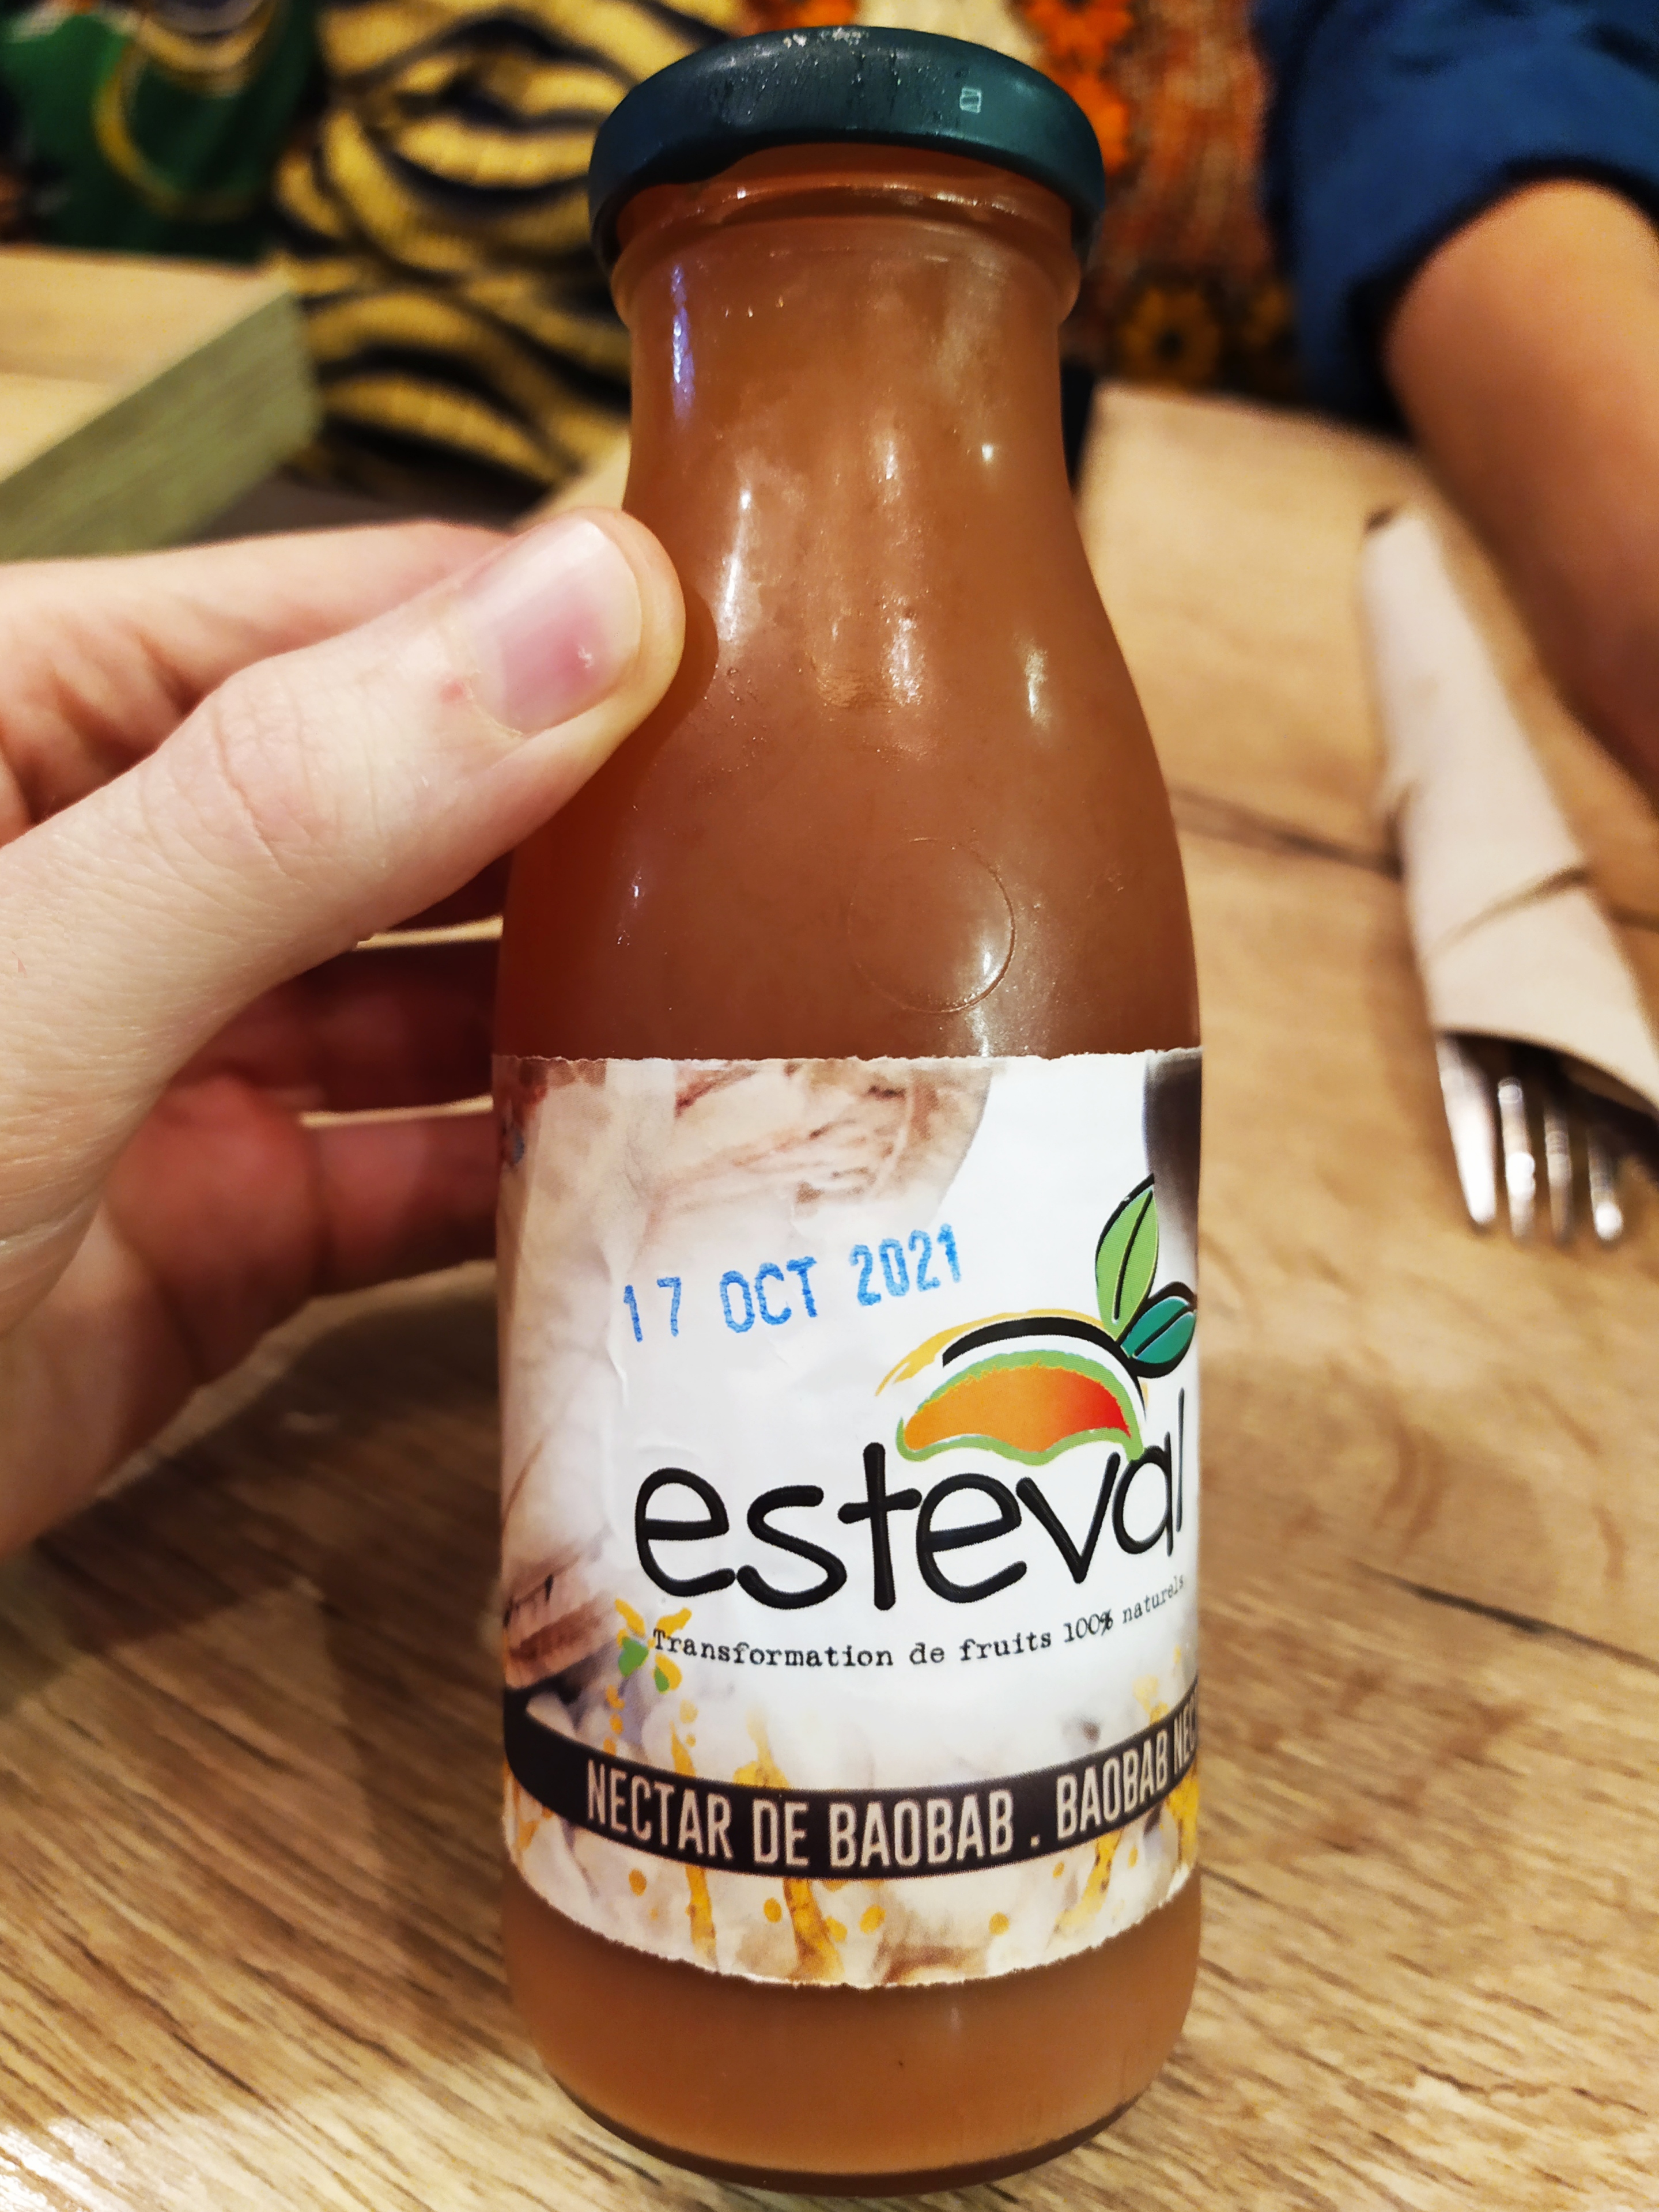 17 OCT 2021
esteval
Transformation de fruits 100% naturels
NECTAR DE BAOBAB . BAOBAB